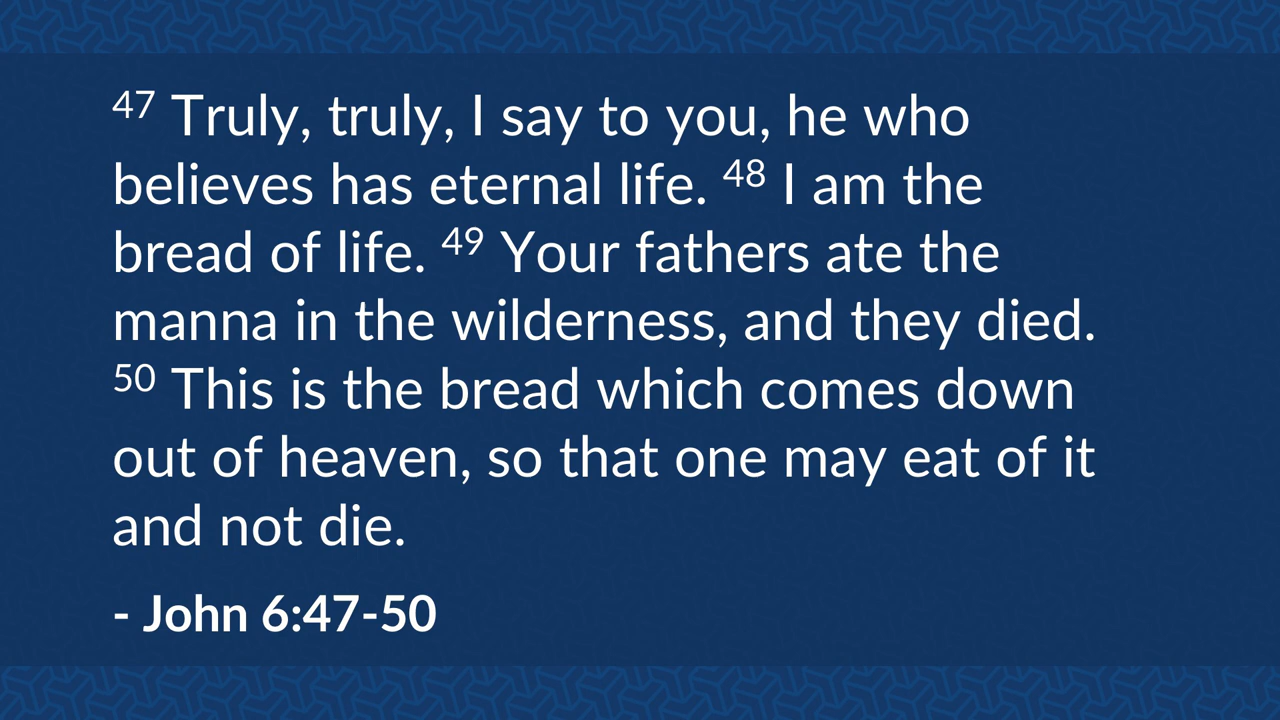 47 Truly, truly, I say to you, he who
believes has eternal life. 48 I am the
bread of life. 49 Your fathers ate the
manna in the wilderness, and they died.
50 This is the bread which comes down
out of heaven, so that one may eat of it
and not die.
- John 6:47-50